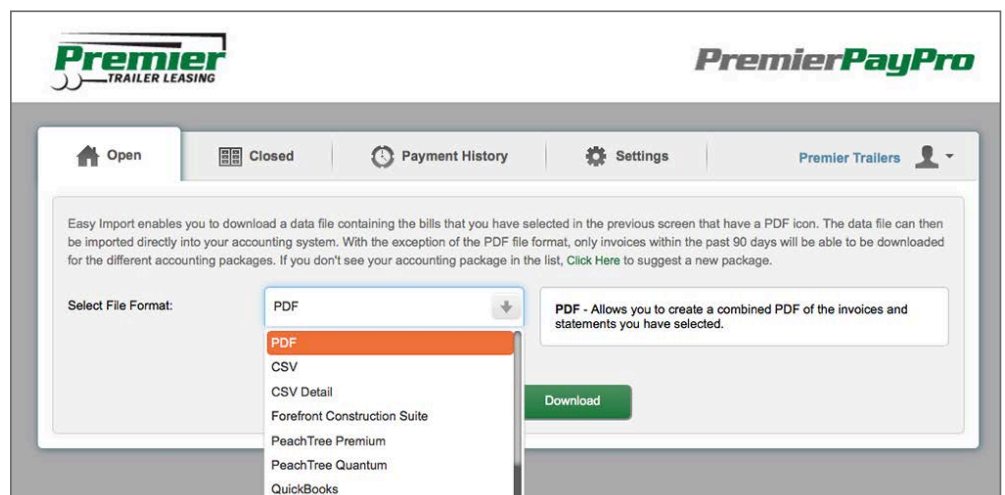 Premier
TRAILER LEASING
PremierPayPro
Open
Closed
Payment History
Settings
Premier Trailers
Easy Import enables you to download a data file containing the bills that you have selected in the previous screen that have a PDF icon. The data file can then
be imported directly into your accounting system. With the exception of the PDF file format, only invoices within the past 90 days will be able to be downloaded
for the different accounting packages. If you don't see your accounting package in the list, Click Here to suggest a new package.
Select File Format:
PDF
PDF - Allows you to create a combined PDF of the invoices and
statements you have selected.
PDF
CSV
CSV Detail
Download
Forefront Construction Suite
PeachTree Premium
PeachTree Quantum
QuickBooks